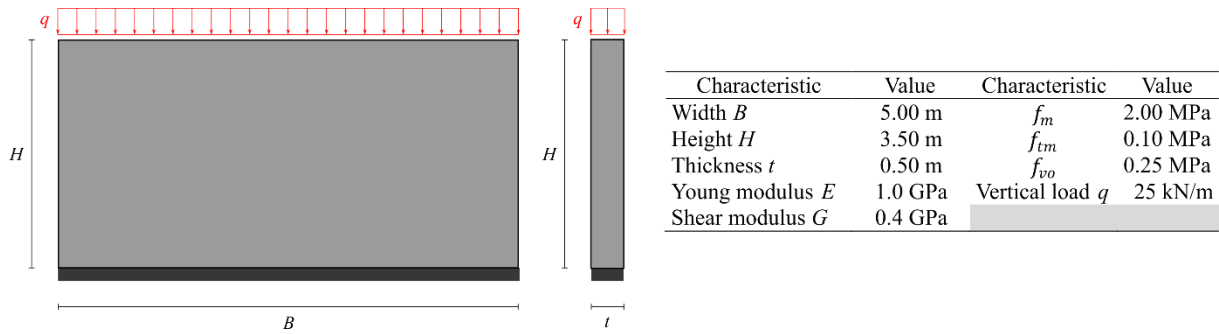 q
q
H
H
B
t
Characteristic Value Characteristic Value
Width B 5.00 m f_m 2.00 MPa
Height H 3.50 m f_tm 0.10 MPa
Thickness t 0.50 m f_vo 0.25 MPa
Young modulus E 1.0 GPa Vertical load q 25 kN/m
Shear modulus G 0.4 GPa